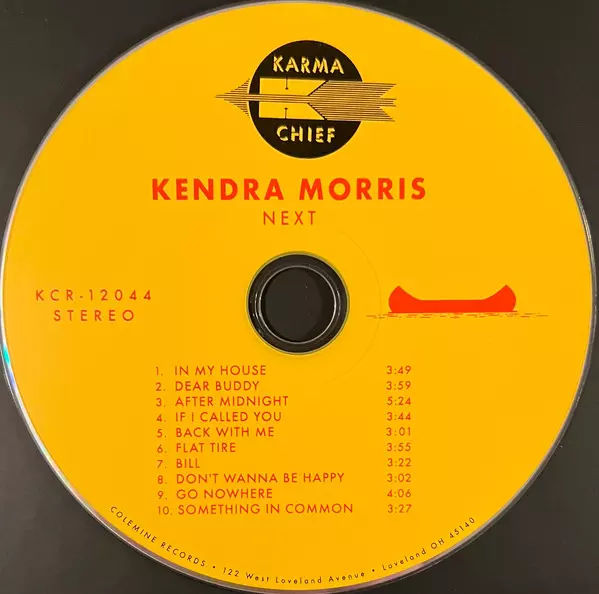 KARMA
CHIEF
KENDRA MORRIS
NEXT
KCR-12044
STEREO
1. IN MY HOUSE 3:49
2. DEAR BUDDY 3:59
3. AFTER MIDNIGHT 5:24
4. IF I CALLED YOU 3:44
5. BACK WITH ME 3:01
6. FLAT TIRE 3:55
7. BILL 3:22
8. DON'T WANNA BE HAPPY 3:02
9. GO NOWHERE 4:06
10. SOMETHING IN COMMON 3:27
COLEMINE RECORDS • 122 West Loveland Avenue • Loveland OH 45140